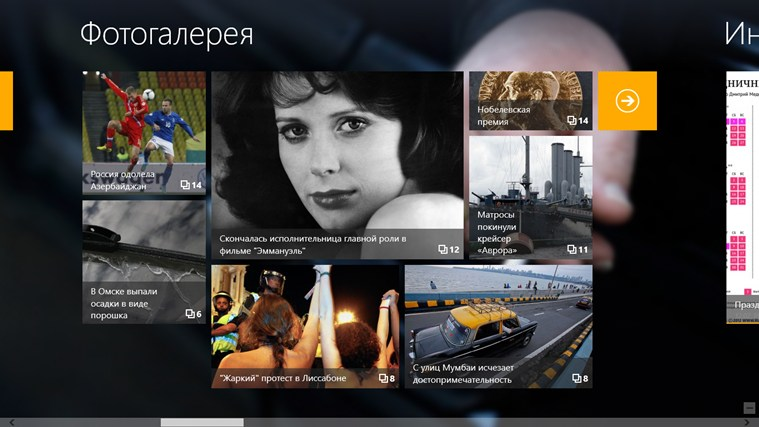 Фотогалерея
Ин
Россия одолела
Азербайджан
14
Скончалась исполнительница главной роли в
фильме "Эммануэль"
12
Нобелевская
премия
14
Матросы
покинули
крейсер
«Аврора»
11
В Омске выпали
осадки в виде
порошка
6
"Жаркий" протест в Лиссабоне
8
С улиц Мумбаи исчезает
достопримечательность
8
Празд